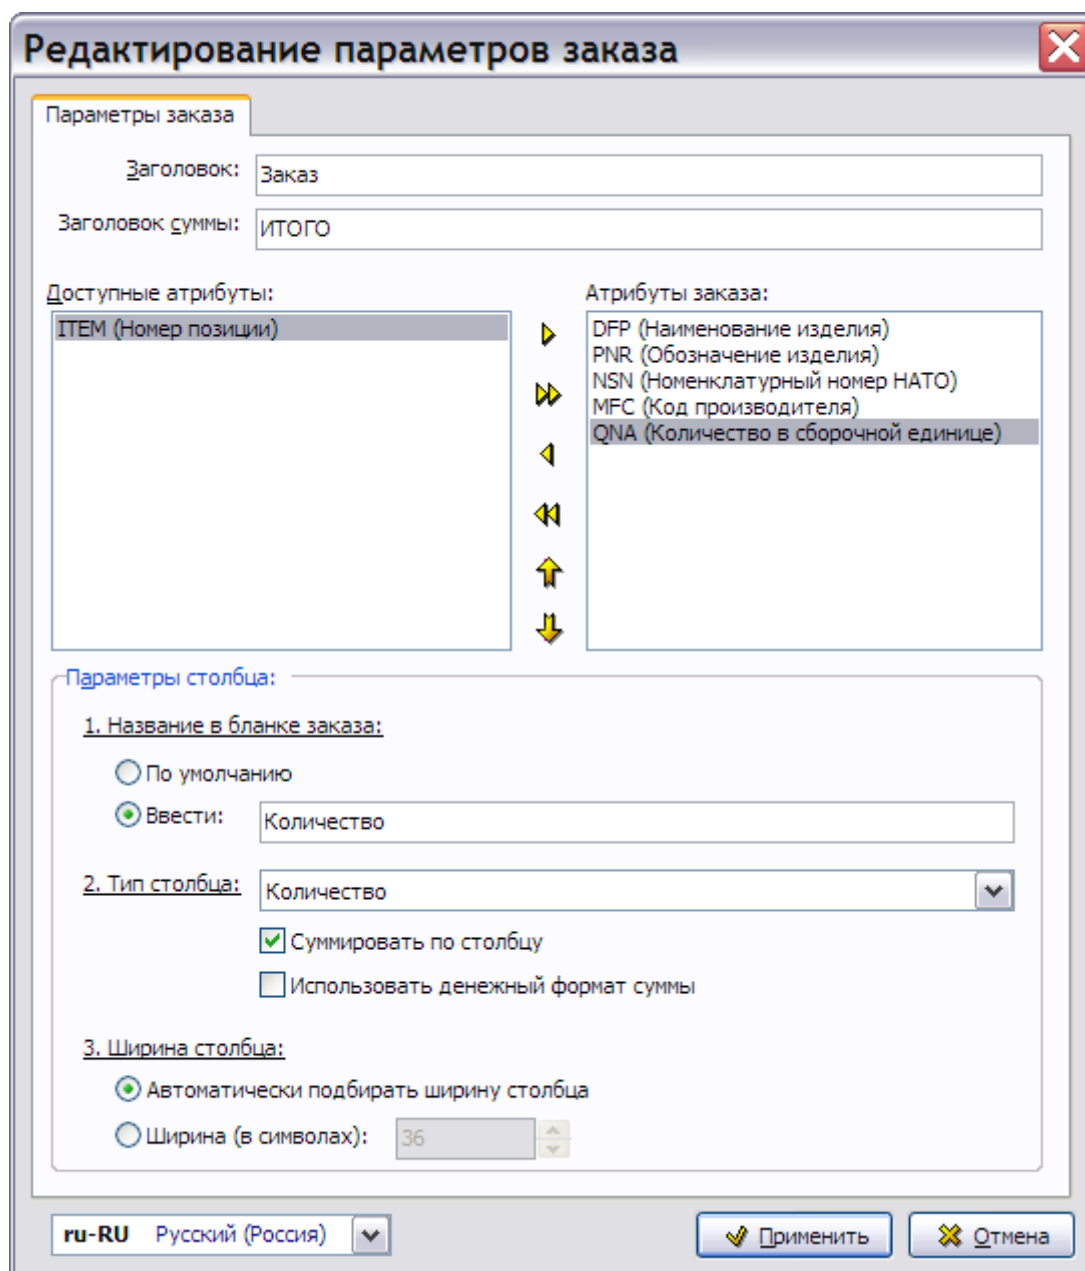 Редактирование параметров заказа
Параметры заказа
Заголовок: Заказ
Заголовок суммы: ИТОГО
Доступные атрибуты:
ITEM (Номер позиции)
Атрибуты заказа:
DFP (Наименование изделия)
PNR (Обозначение изделия)
NSN (Номенклатурный номер НАТО)
MFC (Код производителя)
QNA (Количество в сборочной единице)
Параметры столбца:
1. Название в бланке заказа:
По умолчанию
Ввести: Количество
2. Тип столбца: Количество
Суммировать по столбцу
Использовать денежный формат суммы
3. Ширина столбца:
Автоматически подбирать ширину столбца
Ширина (в символах): 36
ru-RU Русский (Россия) Применить Отмена